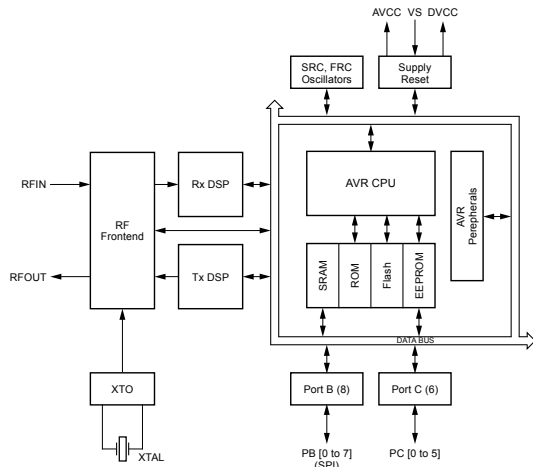 AVCC VS DVCC
SRC, FRC
Oscillators
Supply
Reset
RFIN
RF
Frontend
Rx DSP
AVR CPU
AVR
Perepherals
RFOUT
Tx DSP
SRAM
ROM
Flash
EEPROM
DATA BUS
XTO
Port B (8)
Port C (6)
XTAL
PB [0 to 7]
(SPI)
PC [0 to 5]